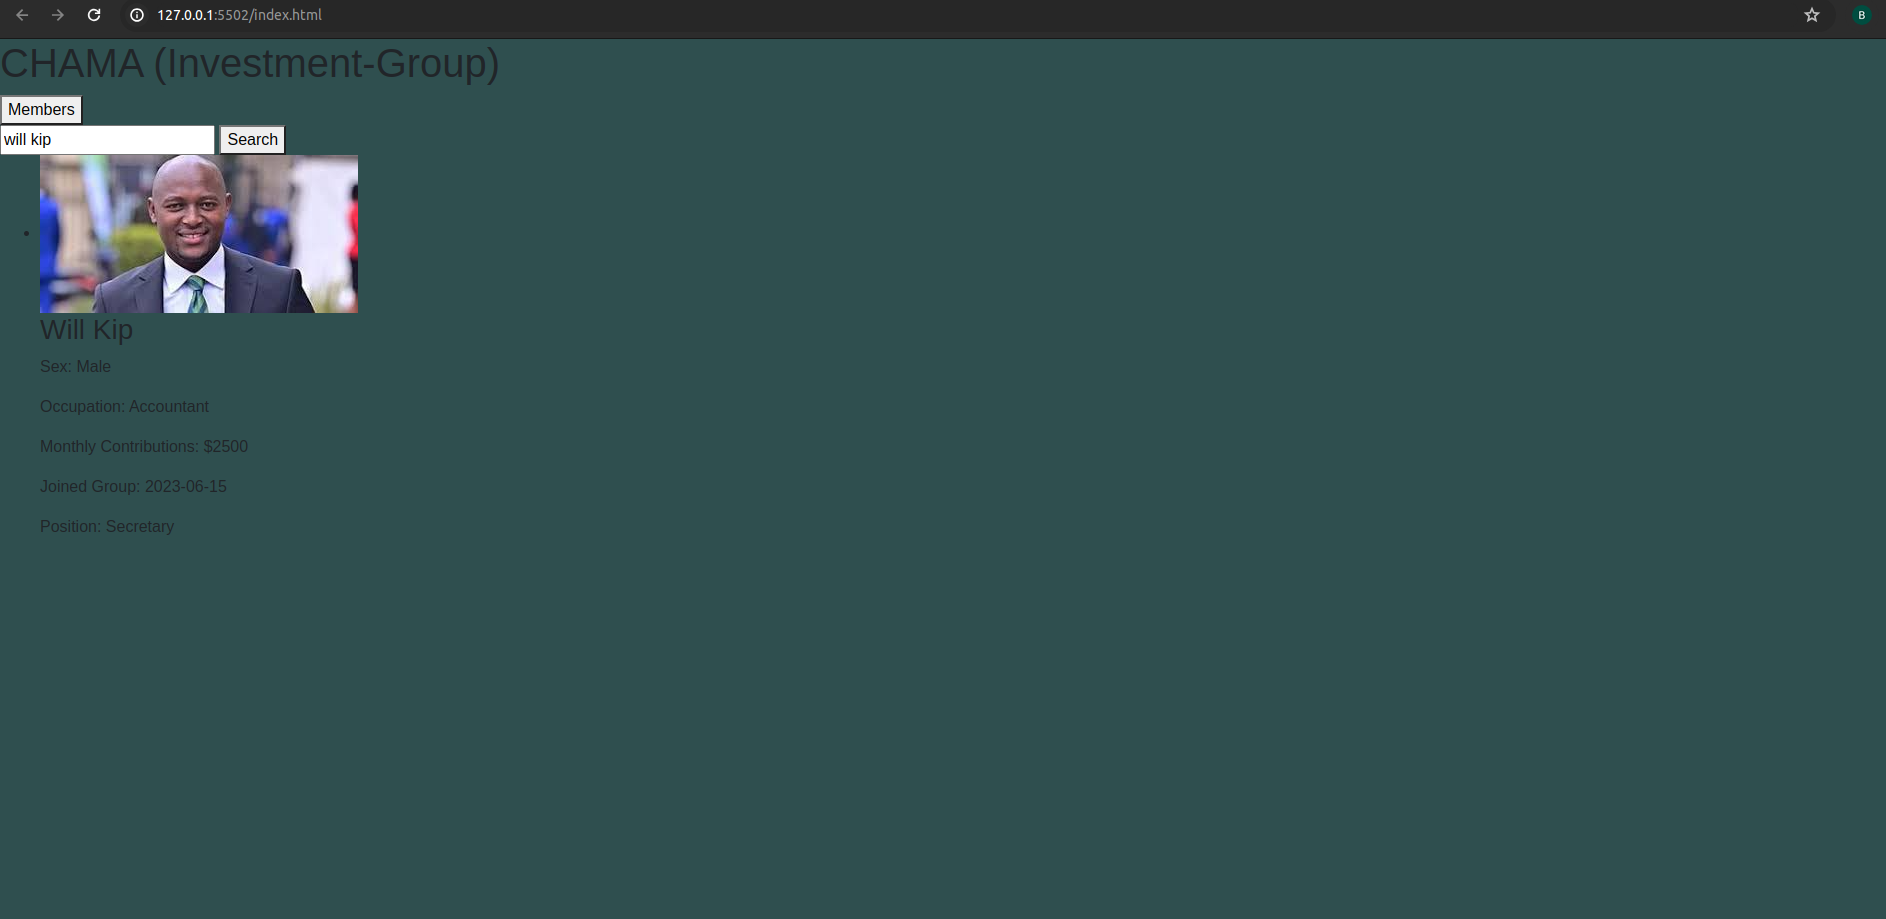 127.0.0.1:5502/index.html
B
CHAMA (Investment-Group)
Members
will kip Search
Will Kip
Sex: Male
Occupation: Accountant
Monthly Contributions: $2500
Joined Group: 2023-06-15
Position: Secretary